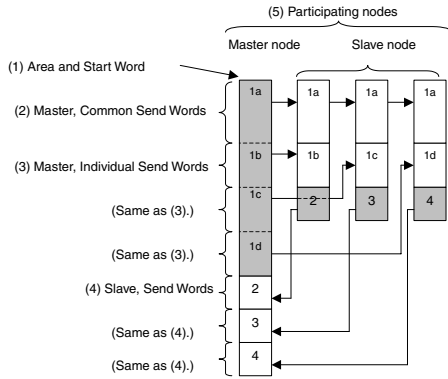 (5) Participating nodes
Master node Slave node
(1) Area and Start Word
1a 1a 1a 1a
(2) Master, Common Send Words
1b 1b 1c 1d
(3) Master, Individual Send Words
1c
(Same as (3).) 2 3 4
1d
(Same as (3).)
(4) Slave, Send Words 2
(Same as (4).) 3
(Same as (4).) 4